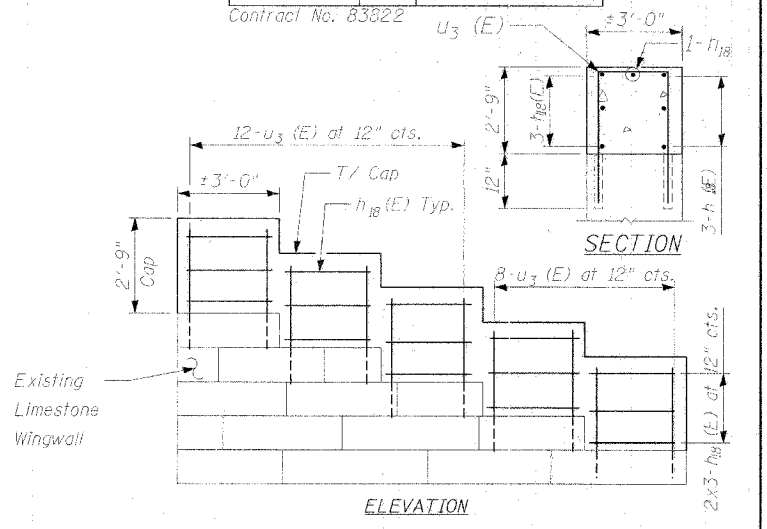 Contract No. 83822
u3 (E)
±3'-0"
1-h18
2'-9"
3-h18(E)
12"
3-h18(E)
SECTION
12-u3 (E) at 12" cts.
±3'-0"
T/ Cap
h18(E) Typ.
2'-9"
Cap
8-u3 (E) at 12" cts.
2x3-h18 (E) at 12" cts.
Existing
Limestone
Wingwall
ELEVATION